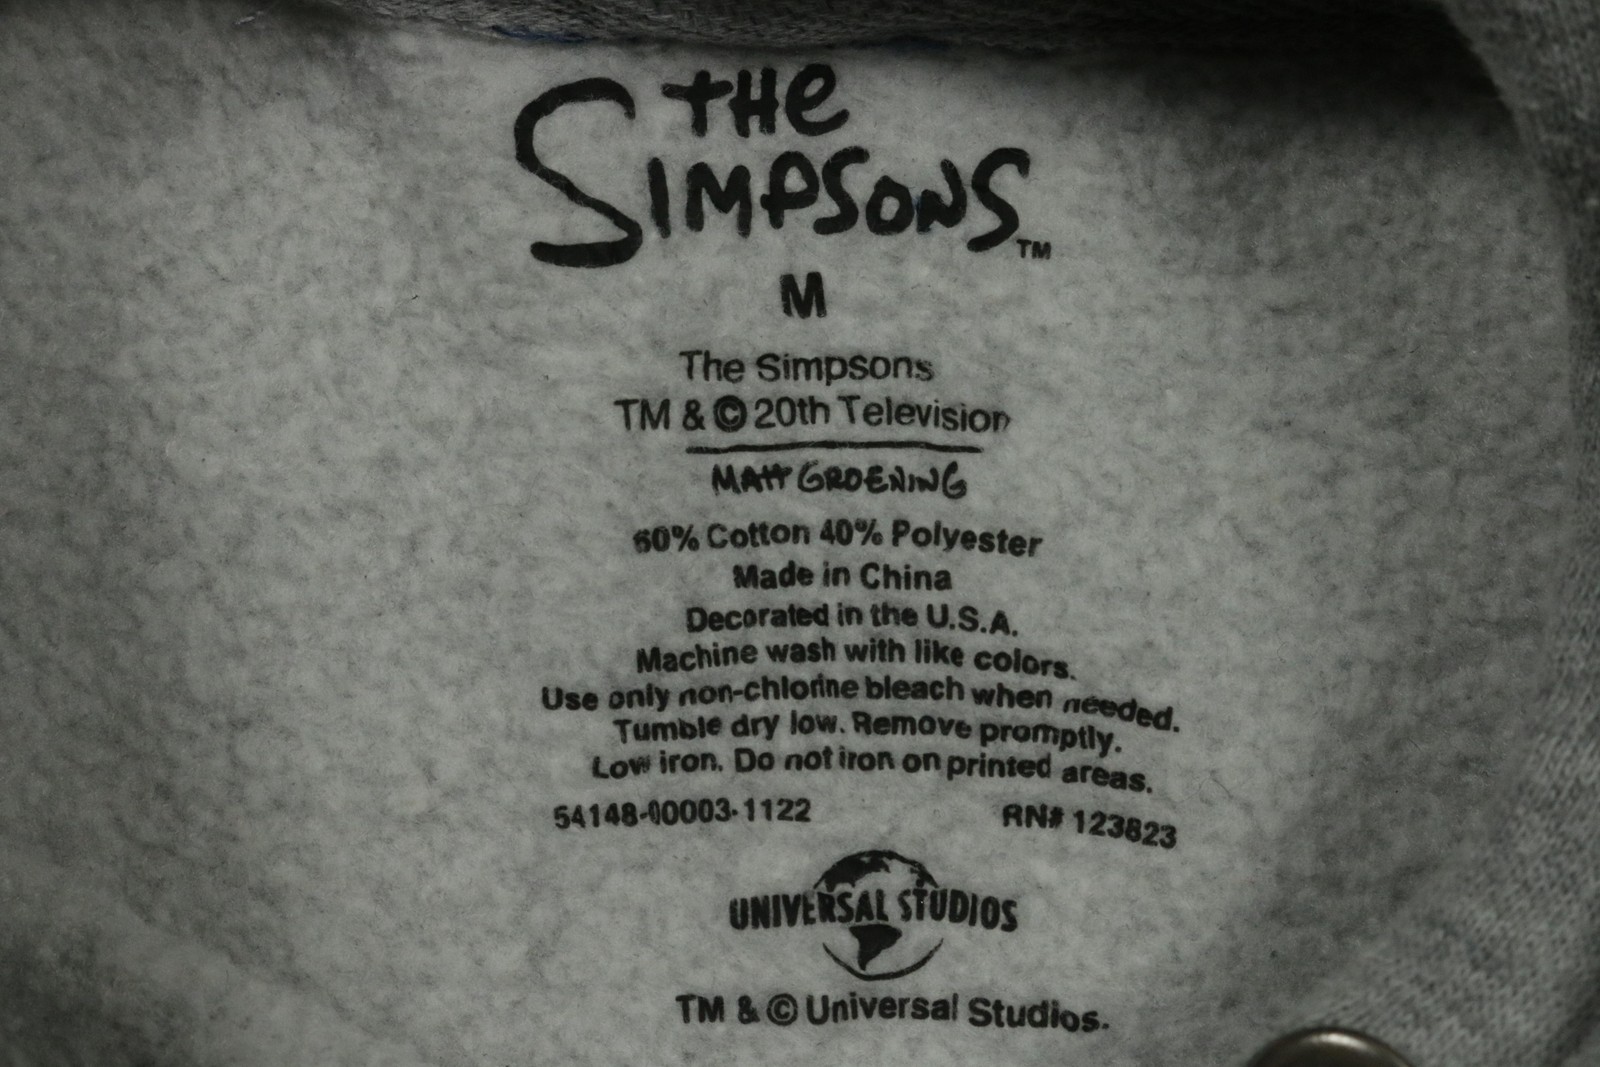 THE
SIMPSONS™
M
The Simpsons
TM & © 20th Television
MATT GROENING
60% Cotton 40% Polyester
Made in China
Decorated in the U.S.A.
Machine wash with like colors.
Use only non-chlorine bleach when needed.
Tumble dry low. Remove promptly.
Low iron. Do not iron on printed areas.
54148-00003-1122 RN# 123823
UNIVERSAL STUDIOS
TM & © Universal Studios.